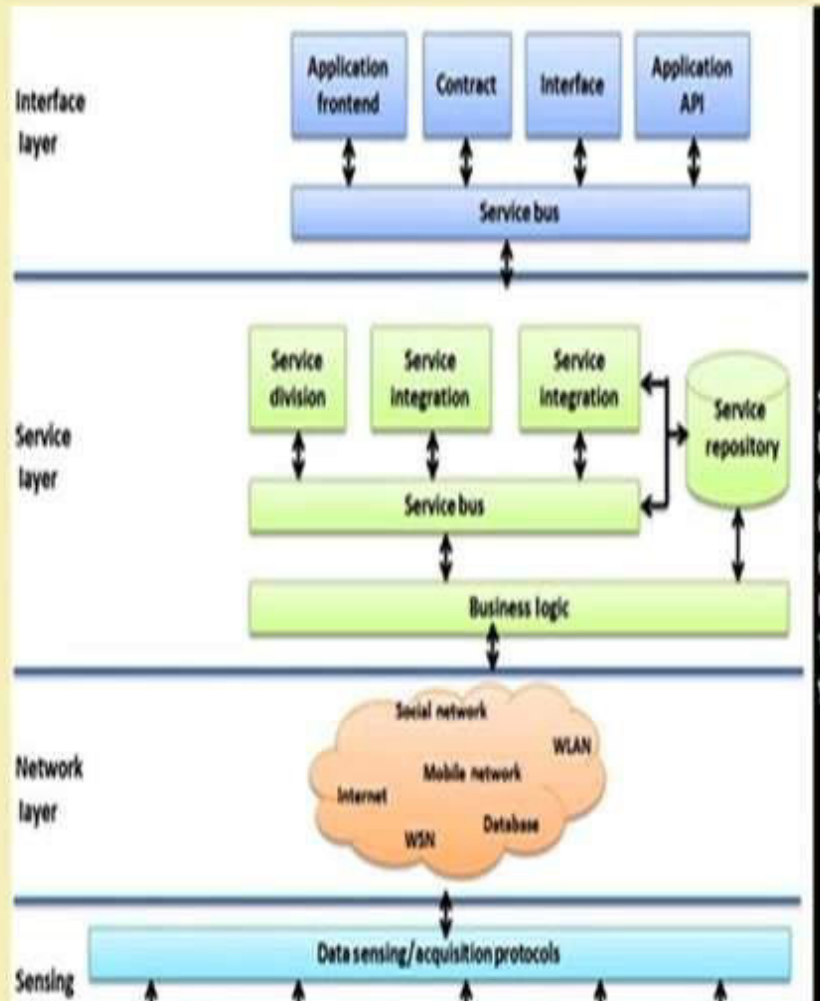 Interface
layer
Application
frontend
Contract
Interface
Application
API
Service bus
Service
layer
Service
division
Service
integration
Service
integration
Service
repository
Service bus
Business logic
Network
layer
Social network
WLAN
Mobile network
Internet
Database
WSN
Data sensing/acquisition protocols
Sensing